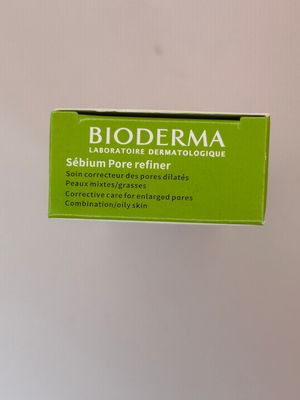 BIODERMA
LABORATOIRE DERMATOLOGIQUE
Sébium Pore refiner
Soin correcteur des pores dilatés
Peaux mixtes/grasses
Corrective care for enlarged pores
Combination/oily skin